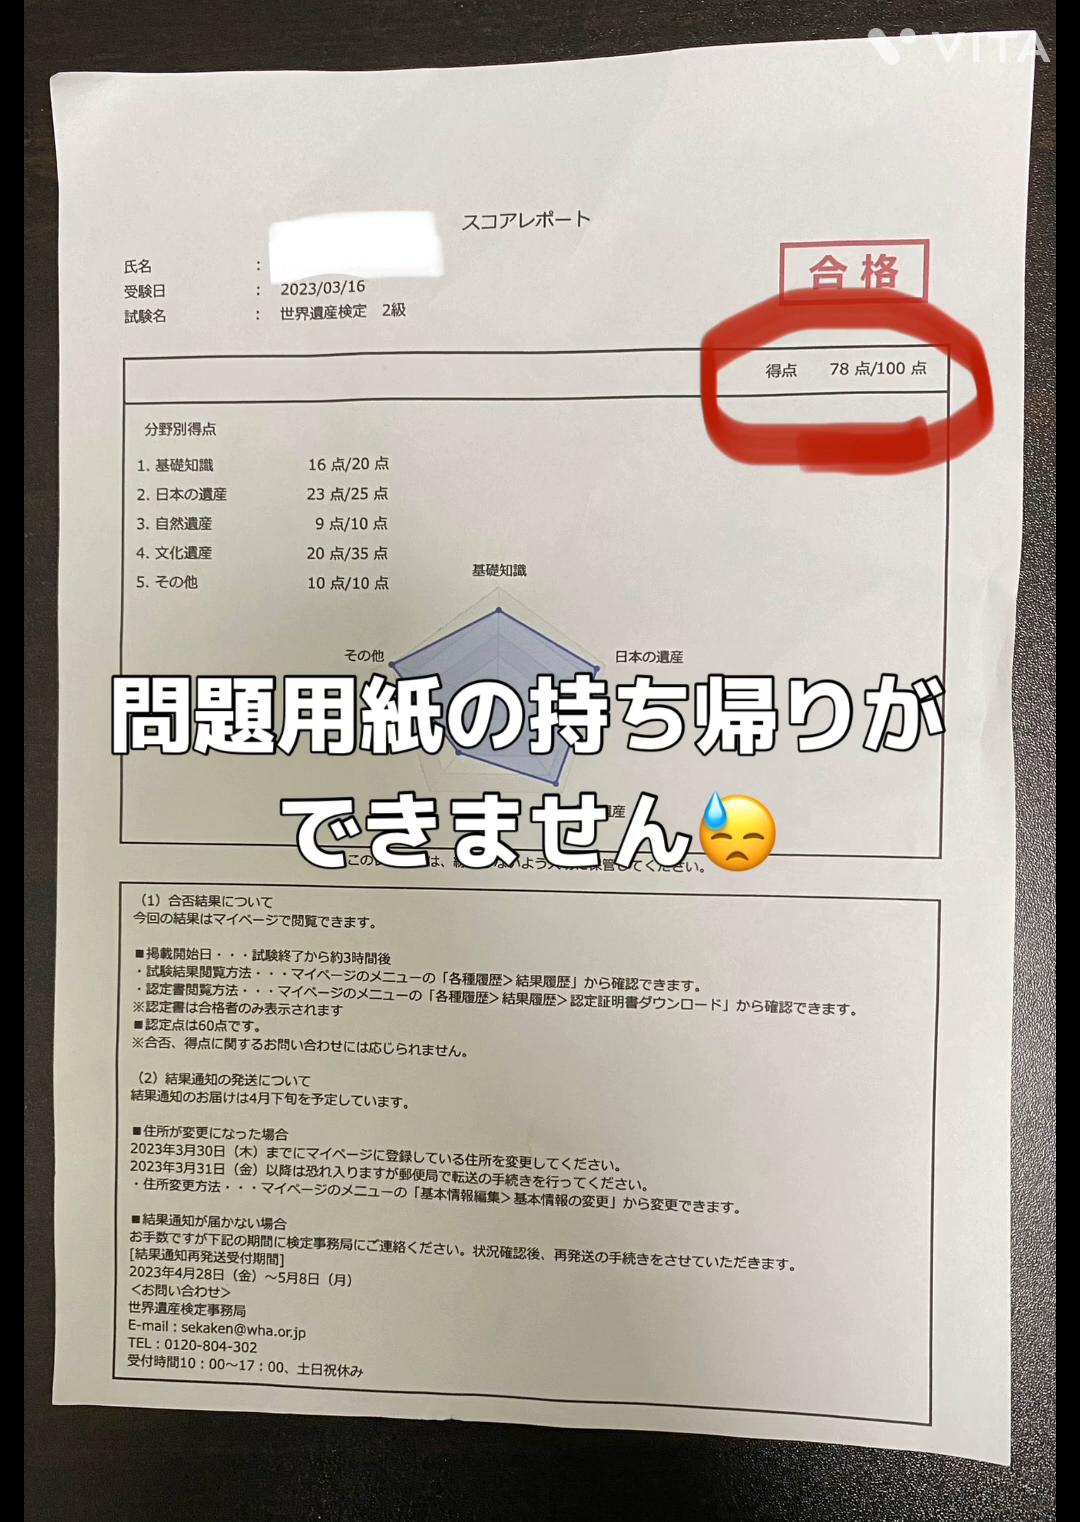 VITA
スコアレポート
氏名 :
受験日 : 2023/03/16
試験名 : 世界遺産検定 2級
合格
得点 78 点/100 点
分野別得点
1. 基礎知識 16 点/20 点
2. 日本の遺産 23 点/25 点
3. 自然遺産 9 点/10 点
4. 文化遺産 20 点/35 点
5. その他 10 点/10 点
基礎知識
その他
日本の遺産
問題用紙の持ち帰りが
できません😓
遺産
この
は、
ないよう
保管してください。
(1) 合否結果について
今回の結果はマイページで閲覧できます。
■掲載開始日・・・試験終了から約3時間後
・試験結果閲覧方法・・・マイページのメニューの「各種履歴>結果履歴」から確認できます。
・認定書閲覧方法・・・マイページのメニューの「各種履歴>結果履歴>認定証明書ダウンロード」から確認できます。
※認定書は合格者のみ表示されます
■認定点は60点です。
※合否、得点に関するお問い合わせには応じられません。
(2) 結果通知の発送について
結果通知のお届けは4月下旬を予定しています。
■住所が変更になった場合
2023年3月30日(木)までにマイページに登録している住所を変更してください。
2023年3月31日(金)以降は恐れ入りますが郵便局で転送の手続きを行ってください。
・住所変更方法・・・マイページのメニューの「基本情報編集>基本情報の変更」から変更できます。
■結果通知が届かない場合
お手数ですが下記の期間に検定事務局にご連絡ください。状況確認後、再発送の手続きをさせていただきます。
[結果通知再発送受付期間]
2023年4月28日(金)～5月8日(月)
<お問い合わせ>
世界遺産検定事務局
E-mail : sekaken@wha.or.jp
TEL : 0120-804-302
受付時間10：00～17：00、土日祝休み